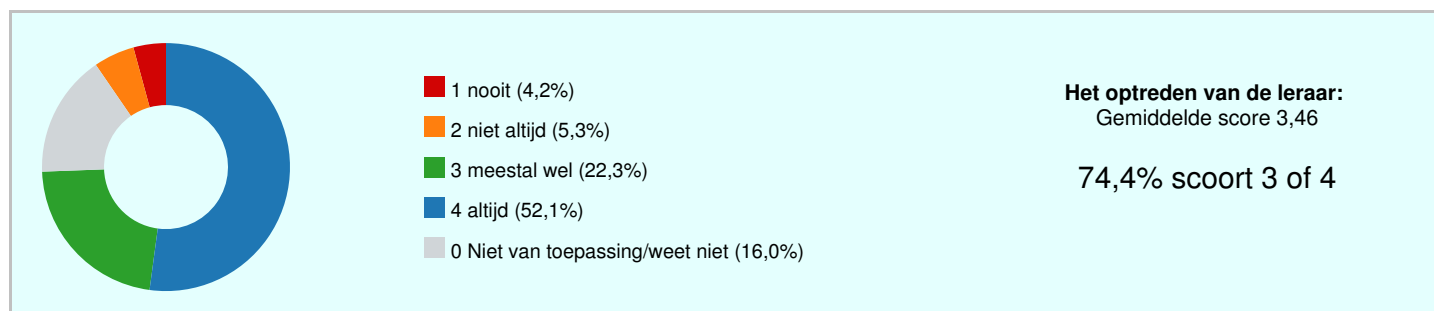 1 nooit (4,2%)
2 niet altijd (5,3%)
3 meestal wel (22,3%)
4 altijd (52,1%)
0 Niet van toepassing/weet niet (16,0%)
Het optreden van de leraar:
Gemiddelde score 3,46
74,4% scoort 3 of 4